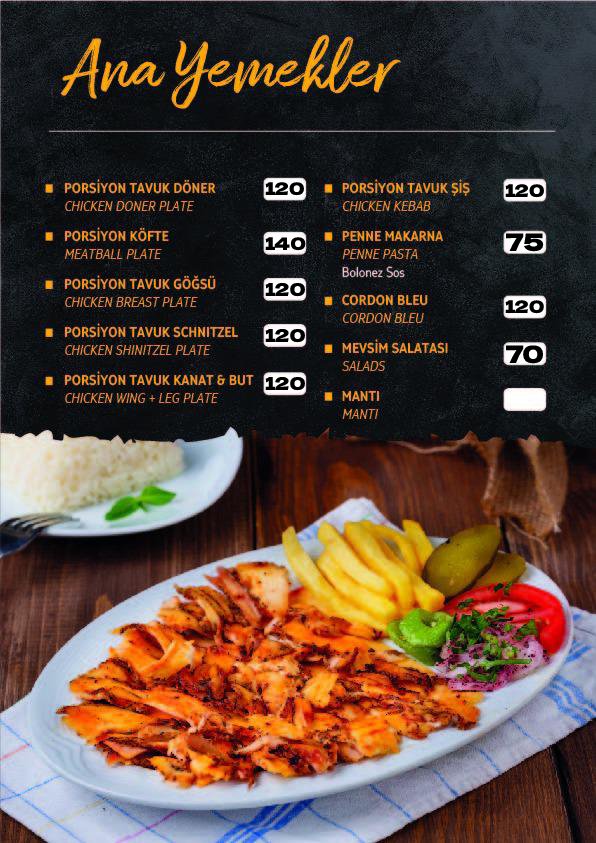 Ana Yemekler
PORSİYON TAVUK DÖNER 120
CHICKEN DONER PLATE
PORSİYON KÖFTE 140
MEATBALL PLATE
PORSİYON TAVUK GÖĞSÜ 120
CHICKEN BREAST PLATE
PORSİYON TAVUK SCHNITZEL 120
CHICKEN SHINITZEL PLATE
PORSİYON TAVUK KANAT & BUT 120
CHICKEN WING + LEG PLATE
PORSİYON TAVUK ŞİŞ 120
CHICKEN KEBAB
PENNE MAKARNA 75
PENNE PASTA
Bolonez Sos
CORDON BLEU 120
CORDON BLEU
MEVSİM SALATASI 70
SALADS
MANTI
MANTI